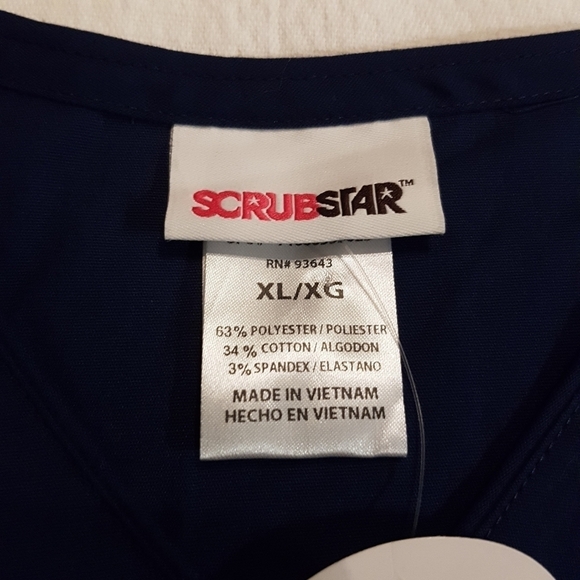 SCRUBSTAR™
RN# 93643
XL/XG
63% POLYESTER / POLIESTER
34 % COTTON / ALGODON
3% SPANDEX / ELASTANO
MADE IN VIETNAM
HECHO EN VIETNAM